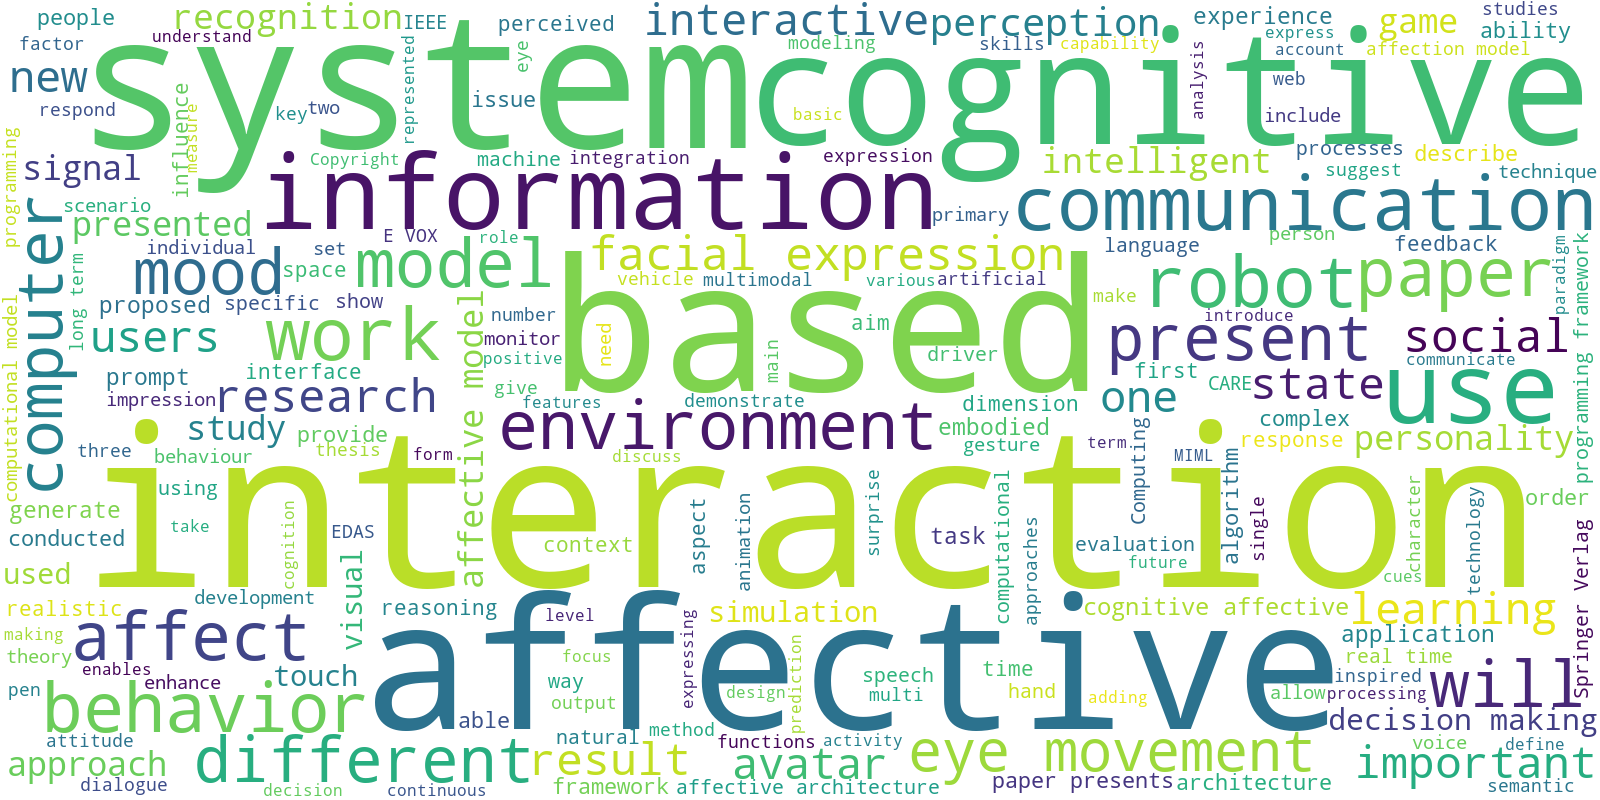 people
recognition
IEEE
perceived
interactive
perception
experience
game
studies
ability
factor
understand
system
cognitive
eye
modeling
skills
capability
express
account
affection model
new
respond
influence
measure
represented
issue
key
two
basic
analysis
web
include
programming
signal
Copyright
machine
integration
expression
intelligent
processes
describe
suggest
technique
scenario
presented
information
primary
communication
computer
individual
set
E VOX
role
facial expression
language
person
feedback
mood
space
model
vehicle
multimodal
various
artificial
robot
paper
paradigm
programming framework
long term
proposed
specific
show
number
based
make
introduce
computational model
users
work
monitor
need
aim
driver
present
social
positive
main
communicate
prompt
interface
affective model
give
first
CARE
state
use
impression
research
features
demonstrate
dimension
one
complex
study
provide
environment
embodied
gesture
response
personality
three
behaviour
thesis
form
discuss
term
MIML
interaction
using
generate
take
cognition
EDAS
context
aspect
animation
surprise
task
computational
approaches
Computing
evaluation
future
algorithm
single
cues
character
technology
order
conducted
used
visual
Springer Verlag
realistic
development
reasoning
level
simulation
cognitive affective
learning
making
affect
affective
application
theory
enables
expressing
focus
prediction
real time
pen
enhance
touch
way
design
speech
multi
time
hand
adding
allow
inspired
processing
will
behavior
able
output
decision making
attitude
natural
method
functions
activity
voice
define
approach
different
result
avatar
eye movement
important
dialogue
decision
continuous
framework
affective architecture
paper presents
architecture
semantic